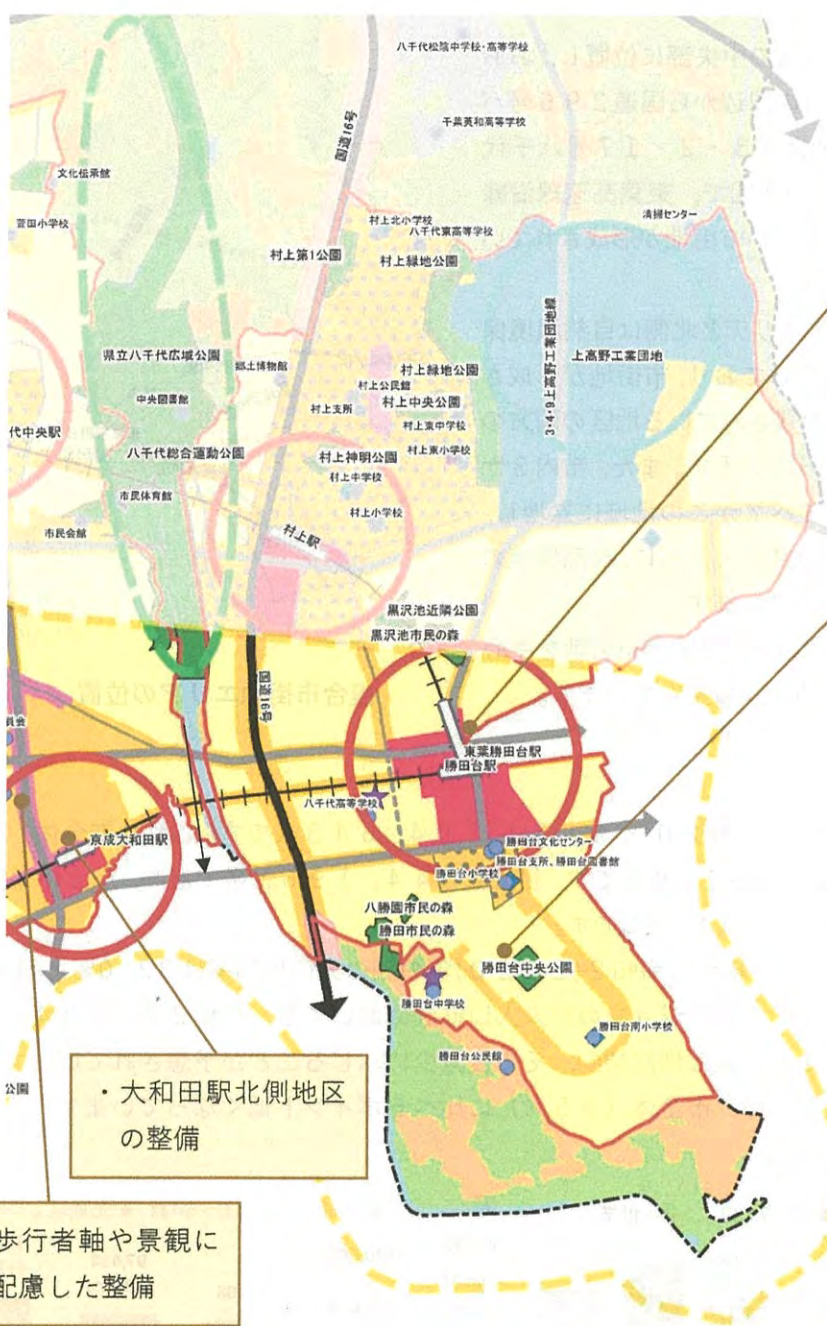 八千代松陰中学校・高等学校
千葉英和高等学校
国道16号
文化伝承館
萱田小学校
清掃センター
村上北小学校
八千代東高等学校
村上第1公園
村上緑地公園
県立八千代広域公園
郷土博物館
村上緑地公園
3・4・9上高野工業団地線
上高野工業団地
村上公民館
中央図書館
村上支所
村上中央公園
代中央駅
村上東中学校
八千代総合運動公園
村上神明公園
村上東小学校
村上中学校
市民体育館
村上小学校
市民会館
村上駅
黒沢池近隣公園
黒沢池市民の森
国道16号
員会
東葉勝田台駅
勝田台駅
八千代高等学校
京成大和田駅
勝田台文化センター
勝田台支所、勝田台図書館
勝田台小学校
八勝園市民の森
勝田市民の森
勝田台中央公園
勝田台中学校
勝田台南小学校
勝田台公民館
公園
・大和田駅北側地区
の整備
歩行者軸や景観に
配慮した整備